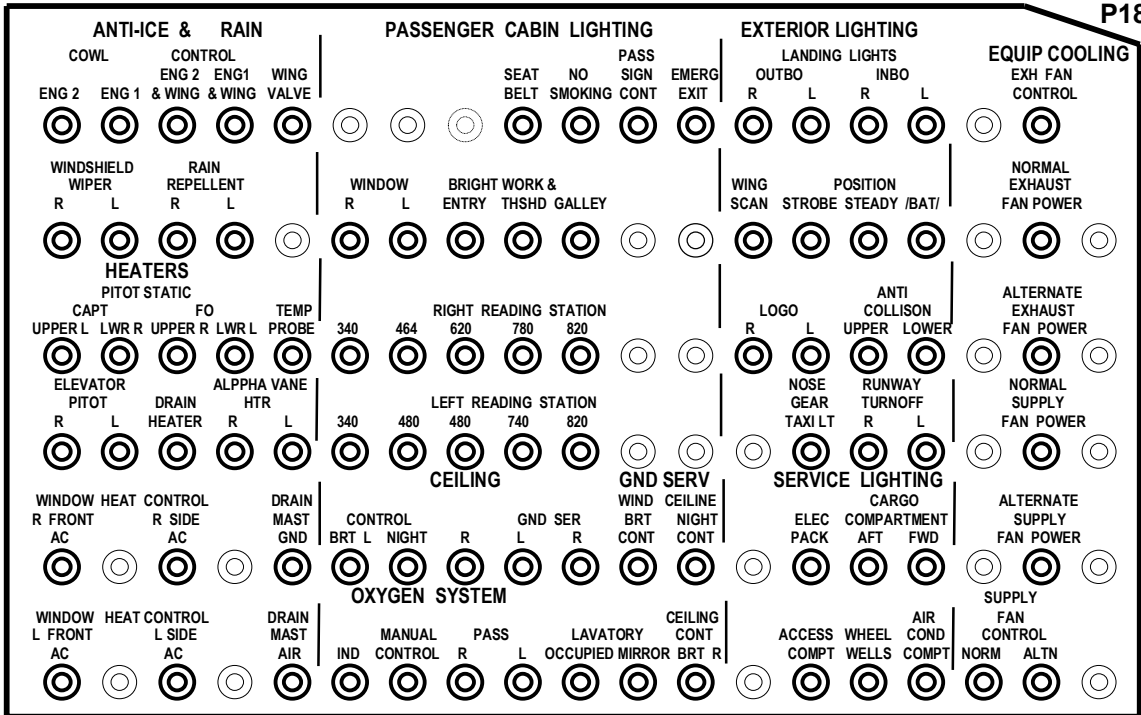 P18
ANTI-ICE & RAIN PASSENGER CABIN LIGHTING EXTERIOR LIGHTING
COWL CONTROL PASS LANDING LIGHTS EQUIP COOLING
ENG 2 ENG1 WING SEAT NO SIGN EMERG OUTBO INBO EXH FAN
ENG 2 ENG 1 & WING & WING VALVE BELT SMOKING CONT EXIT R L R L CONTROL
WINDSHIELD RAIN NORMAL
WIPER REPELLENT WINDOW BRIGHT WORK & WING POSITION EXHAUST
R L R L R L ENTRY THSHD GALLEY SCAN STROBE STEADY /BAT/ FAN POWER
HEATERS
PITOT STATIC ANTI ALTERNATE
CAPT FO TEMP RIGHT READING STATION LOGO COLLISON EXHAUST
UPPER L LWR R UPPER R LWR L PROBE 340 464 620 780 820 R L UPPER LOWER FAN POWER
ELEVATOR ALPPHA VANE NOSE RUNWAY NORMAL
PITOT DRAIN HTR LEFT READING STATION GEAR TURNOFF SUPPLY
R L HEATER R L 340 480 480 740 820 TAXI LT R L FAN POWER
CEILING GND SERV SERVICE LIGHTING
WINDOW HEAT CONTROL DRAIN WIND CEILINE CARGO ALTERNATE
R FRONT R SIDE MAST CONTROL GND SER BRT NIGHT ELEC COMPARTMENT SUPPLY
AC AC GND BRT L NIGHT R L R CONT CONT PACK AFT FWD FAN POWER
OXYGEN SYSTEM SUPPLY
WINDOW HEAT CONTROL DRAIN CEILING AIR FAN
L FRONT L SIDE MAST MANUAL PASS LAVATORY CONT ACCESS WHEEL COND CONTROL
AC AC AIR IND CONTROL R L OCCUPIED MIRROR BRT R COMPT WELLS COMPT NORM ALTN